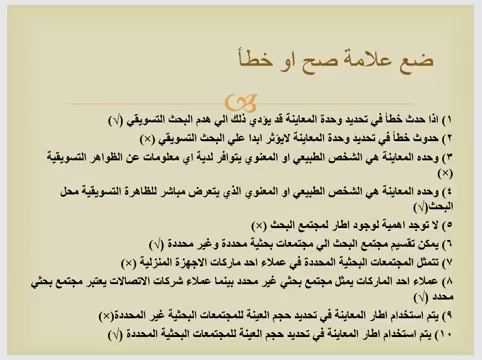 ضع علامة صح او خطأ
١) اذا حدث خطأ في تحديد وحدة المعاينة قد يؤدي ذلك الي هدم البحث التسويقي (√)
٢) حدوث خطأ في تحديد وحدة المعاينة لايؤثر ابدا علي البحث التسويقي (×)
٣) وحده المعاينة هي الشخص الطبيعي او المعنوي يتوافر لدية اي معلومات عن الظواهر التسويقية
(×)
٤) وحده المعاينة هي الشخص الطبيعي او المعنوي الذي يتعرض مباشر للظاهرة التسويقية محل
البحث(√)
٥) لا توجد اهمية لوجود اطار لمجتمع البحث (×)
٦) يمكن تقسيم مجتمع البحث الي مجتمعات بحثية محددة وغير محددة (√)
٧) تتمثل المجتمعات البحثية المحددة في عملاء احد ماركات الاجهزة المنزلية (×)
٨) عملاء احد الماركات يمثل مجتمع بحثي غير محدد بينما عملاء شركات الاتصالات يعتبر مجتمع بحثي
محدد (√)
٩) يتم استخدام اطار المعاينة في تحديد حجم العينة للمجتمعات البحثية غير المحددة(×)
١٠) يتم استخدام اطار المعاينة في تحديد حجم العينة للمجتمعات البحثية المحددة (√)